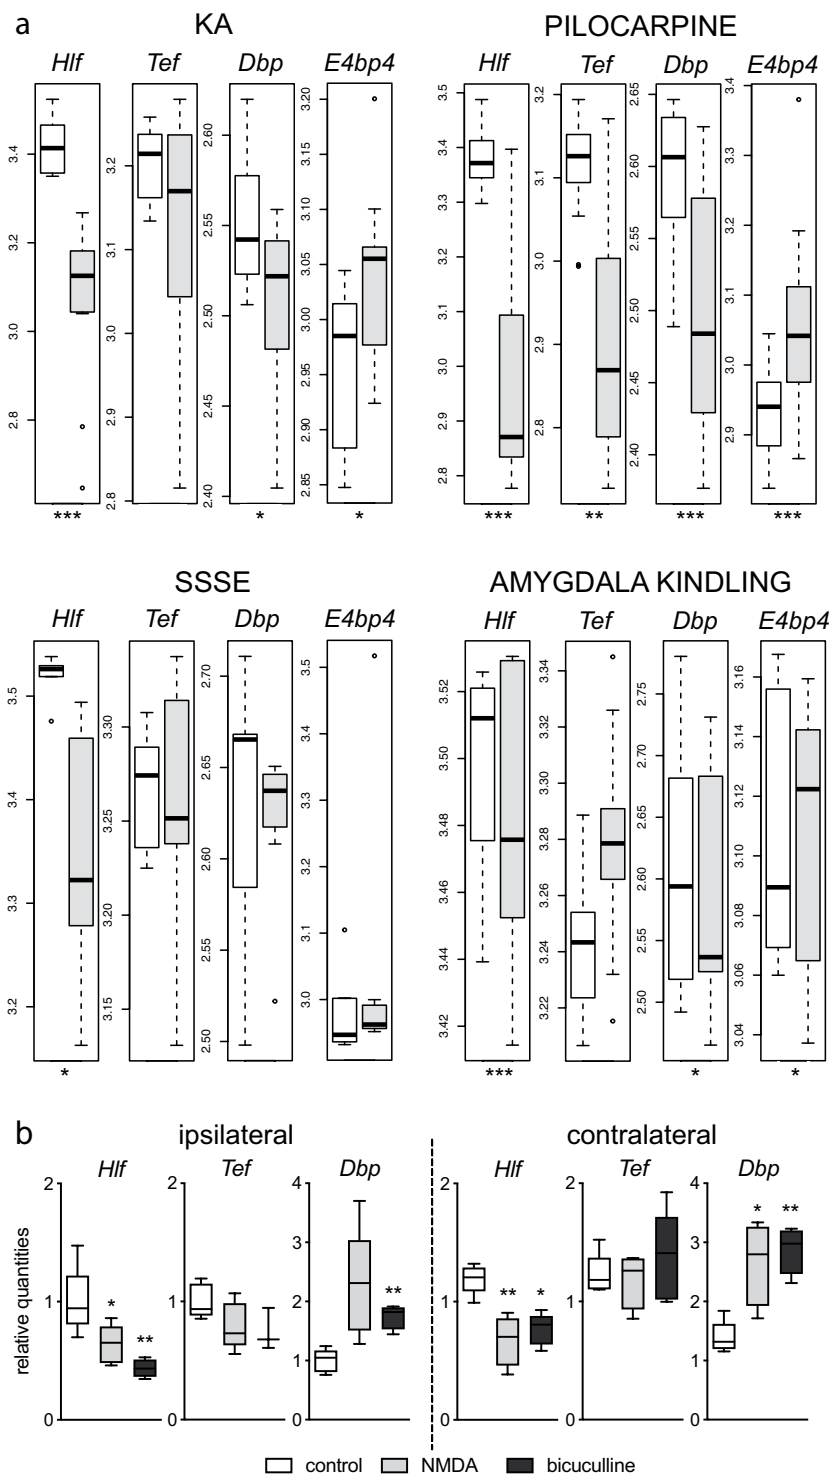 a
KA
PILOCARPINE
Hlf Tef Dbp E4bp4
Hlf Tef Dbp E4bp4
2.8 3.0 3.2 3.4
2.8 2.9 3.0 3.1 3.2
2.40 2.45 2.50 2.55 2.60
2.85 2.90 2.95 3.00 3.05 3.10 3.15 3.20
2.8 2.9 3.0 3.1 3.2 3.3 3.4 3.5
2.8 2.9 3.0 3.1 3.2
2.40 2.45 2.50 2.55 2.60 2.65
2.9 3.0 3.1 3.2 3.3 3.4
*** * *
*** ** *** ***
SSSE
AMYGDALA KINDLING
Hlf Tef Dbp E4bp4
Hlf Tef Dbp E4bp4
3.2 3.3 3.4 3.5
3.15 3.20 3.25 3.30
2.50 2.55 2.60 2.65 2.70
3.0 3.1 3.2 3.3 3.4 3.5
3.42 3.44 3.46 3.48 3.50 3.52
3.22 3.24 3.26 3.28 3.30 3.32 3.34
2.50 2.55 2.60 2.65 2.70 2.75
3.04 3.06 3.08 3.10 3.12 3.14 3.16
*
*** * *
b
ipsilateral
contralateral
Hlf Tef Dbp
Hlf Tef Dbp
relative quantities
0 1 2
0 1 2
0 1 2 3 4
0 1 2
0 1 2
0 1 2 3 4
* **
**
** *
* **
control NMDA bicuculline